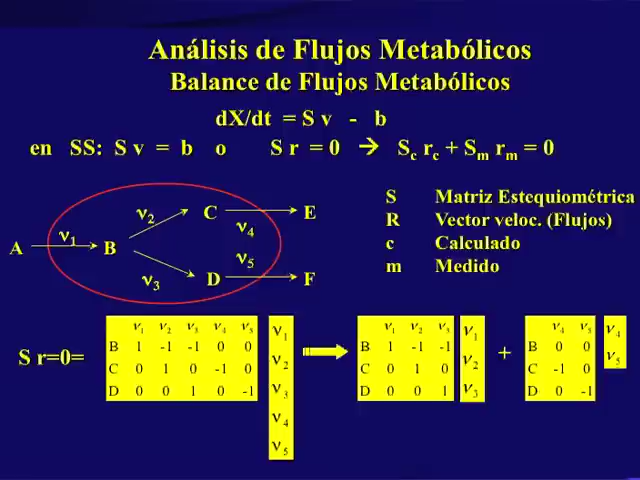 Análisis de Flujos Metabólicos
Balance de Flujos Metabólicos
dX/dt = S v - b
en SS: S v = b o S r = 0 → Sc rc + Sm rm = 0
A ν1 B
ν2 C ν4 E
ν3 D ν5 F
S Matriz Estequiométrica
R Vector veloc. (Flujos)
c Calculado
m Medido
S r=0=
ν1 ν2 ν3 ν4 ν5
B 1 -1 -1 0 0
C 0 1 0 -1 0
D 0 0 1 0 -1
ν1
ν2
ν3
ν4
ν5
ν1 ν2 ν3
B 1 -1 -1
C 0 1 0
D 0 0 1
ν1
ν2
ν3
+
ν4 ν5
B 0 0
C -1 0
D 0 -1
ν4
ν5